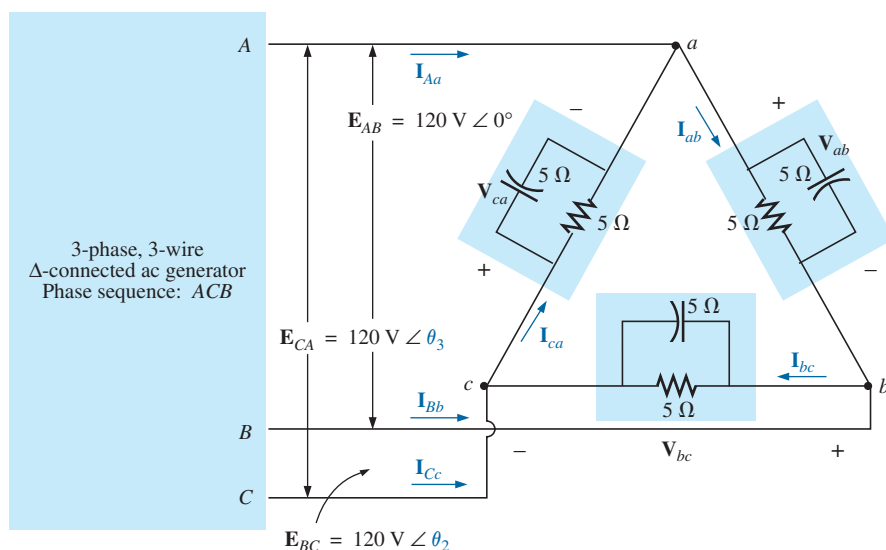 A
a
I_Aa
E_AB = 120 V ∠ 0°
−
+
I_ab
V_ab
5 Ω
5 Ω
V_ca
5 Ω
5 Ω
3-phase, 3-wire
Δ-connected ac generator
Phase sequence: ACB
+
−
5 Ω
E_CA = 120 V ∠ θ_3
I_ca
I_bc
c
b
5 Ω
I_Bb
B
−
V_bc
+
I_Cc
C
E_BC = 120 V ∠ θ_2